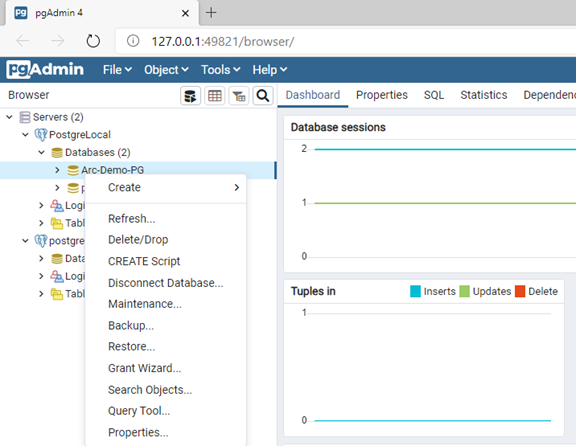 pgAdmin 4
127.0.0.1:49821/browser/
pgAdmin File Object Tools Help
Browser
Dashboard Properties SQL Statistics Dependenc
Servers (2)
PostgreLocal
Databases (2)
Arc-Demo-PG
p
Logi
Tabl
postgre
Data
Logi
Tabl
Create
Refresh...
Delete/Drop
CREATE Script
Disconnect Database...
Maintenance...
Backup...
Restore...
Grant Wizard...
Search Objects...
Query Tool...
Properties...
Database sessions
2
1
0
Tuples in Inserts Updates Delete
1
0